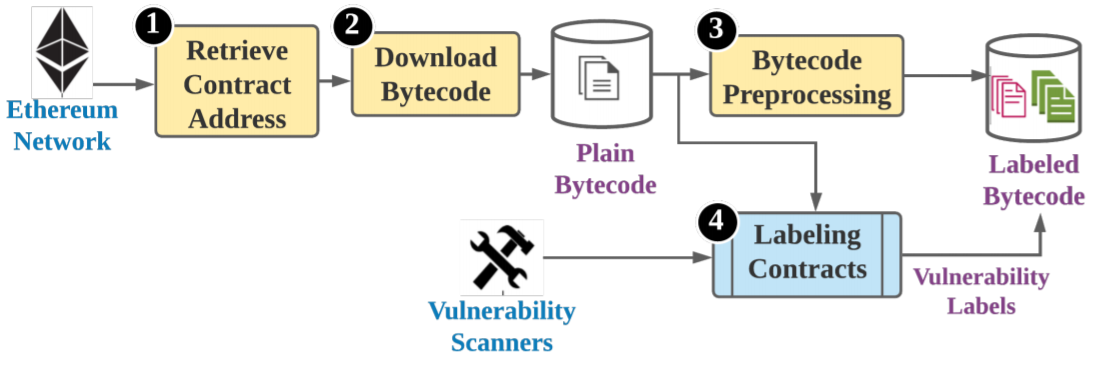 1
Retrieve
Contract
Address
2
Download
Bytecode
3
Bytecode
Preprocessing
Ethereum
Network
Plain
Bytecode
Labeled
Bytecode
4
Labeling
Contracts
Vulnerability
Labels
Vulnerability
Scanners